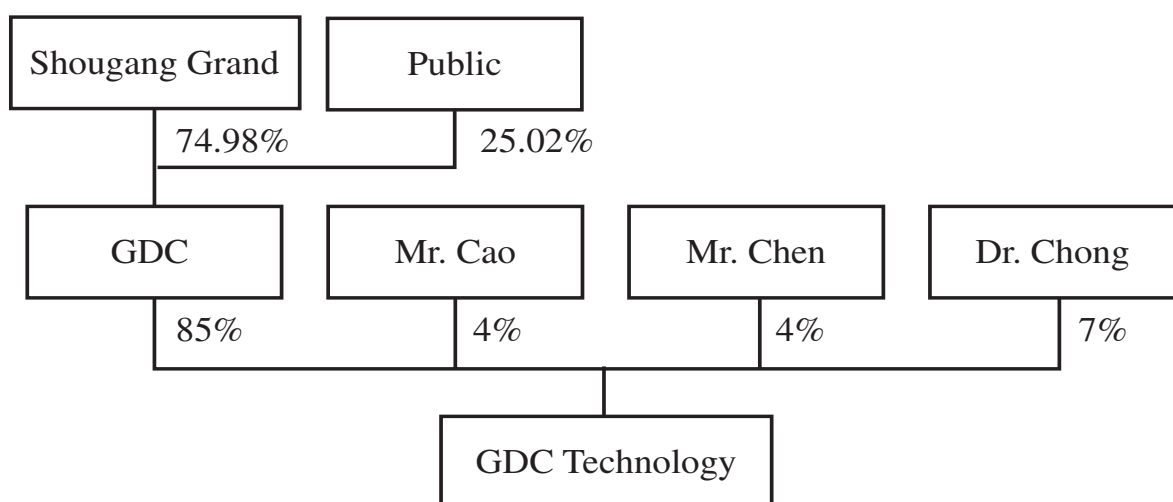 Shougang Grand Public
74.98% 25.02%
GDC Mr. Cao Mr. Chen Dr. Chong
85% 4% 4% 7%
GDC Technology